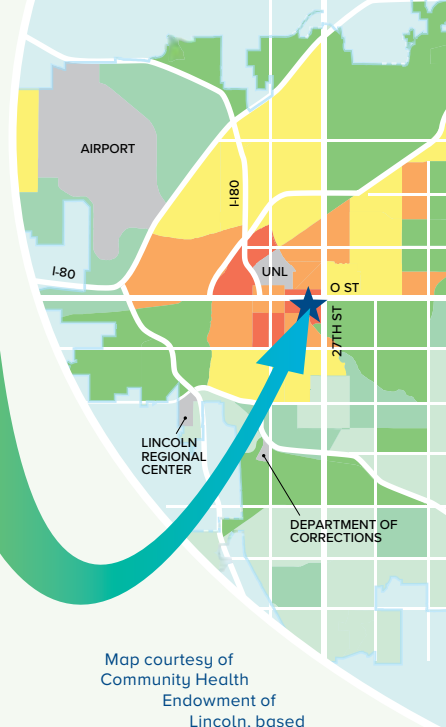 AIRPORT
I-180
UNL
I-80
O ST
27TH ST
LINCOLN
REGIONAL
CENTER
DEPARTMENT OF
CORRECTIONS
Map courtesy of
Community Health
Endowment of
Lincoln, based